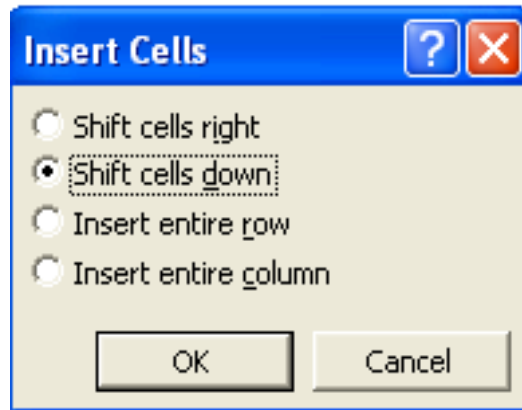 Insert Cells
Shift cells right
Shift cells down
Insert entire row
Insert entire column
OK Cancel